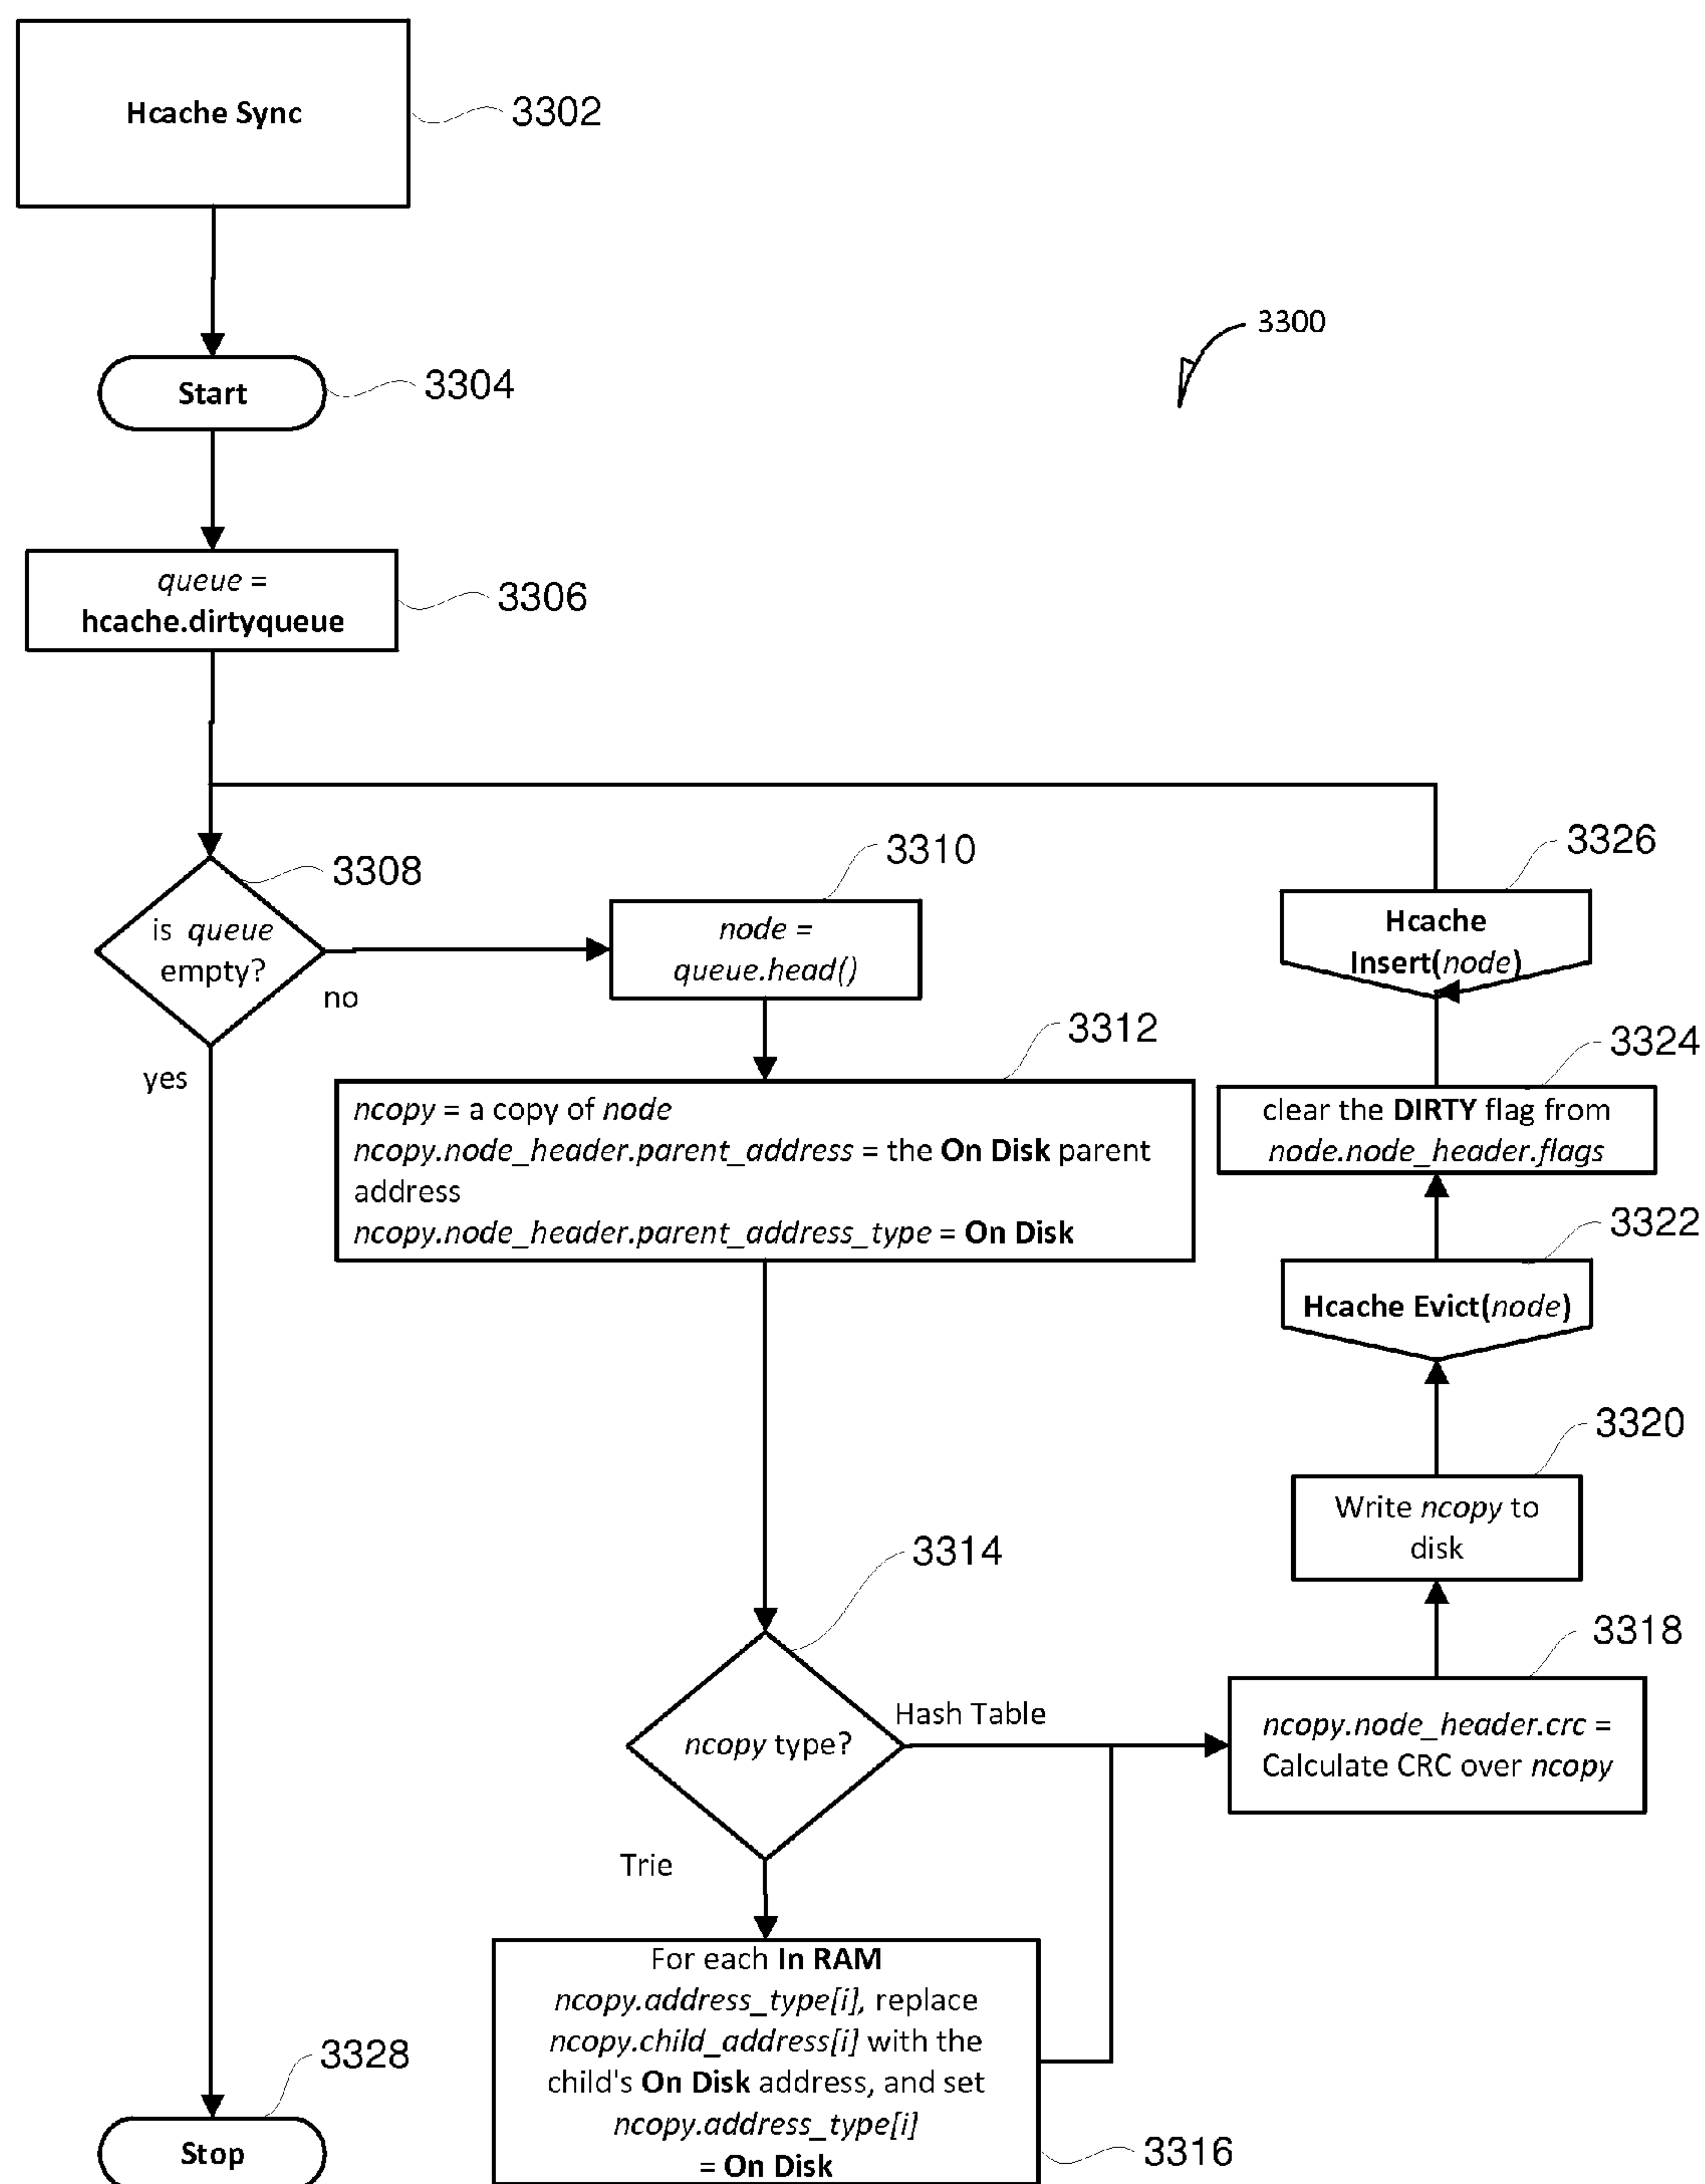 Hcache Sync
3302
3300
Start
3304
queue =
hcache.dirtyqueue
3306
3308
is queue
empty?
no
yes
3310
node =
queue.head()
3312
ncopy = a copy of node
ncopy.node_header.parent_address = the On Disk parent
address
ncopy.node_header.parent_address_type = On Disk
3326
Hcache
Insert(node)
3324
clear the DIRTY flag from
node.node_header.flags
3322
Hcache Evict(node)
3320
Write ncopy to
disk
3314
ncopy type?
Hash Table
Trie
3318
ncopy.node_header.crc =
Calculate CRC over ncopy
For each In RAM
ncopy.address_type[i], replace
ncopy.child_address[i] with the
child's On Disk address, and set
ncopy.address_type[i]
= On Disk
3316
3328
Stop